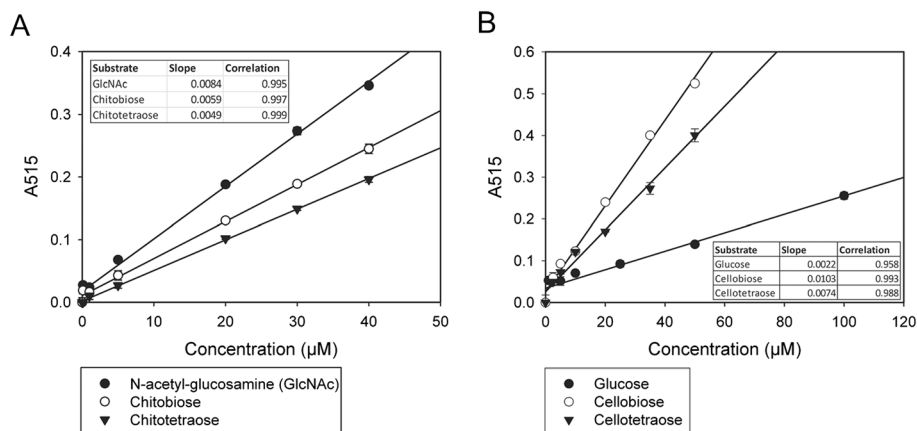 A
B
0.4
0.3
0.2
0.1
0.0
A515
Substrate Slope Correlation
GlcNAc 0.0084 0.995
Chitobiose 0.0059 0.997
Chitotetraose 0.0049 0.999
0 10 20 30 40 50
Concentration (µM)
N-acetyl-glucosamine (GlcNAc)
Chitobiose
Chitotetraose
0.6
0.5
0.4
0.3
0.2
0.1
0.0
A515
Substrate Slope Correlation
Glucose 0.0022 0.958
Cellobiose 0.0103 0.993
Cellotetraose 0.0074 0.988
0 20 40 60 80 100 120
Concentration (µM)
Glucose
Cellobiose
Cellotetraose